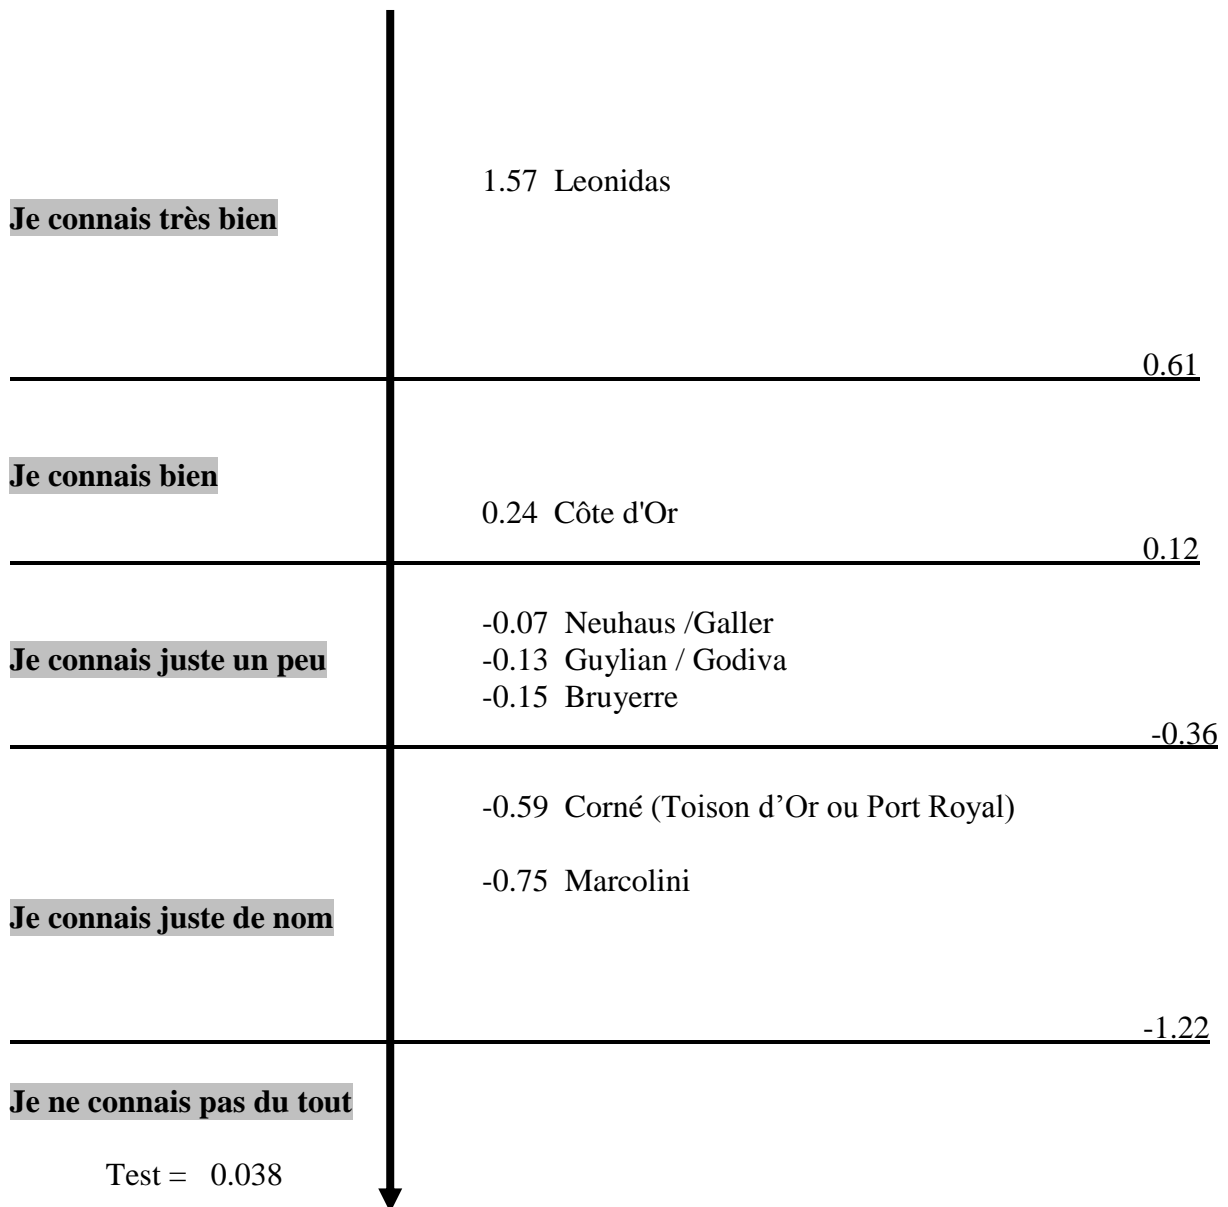 1.57 Leonidas
Je connais très bien
0.61
Je connais bien
0.24 Côte d'Or
0.12
-0.07 Neuhaus /Galler
Je connais juste un peu
-0.13 Guylian / Godiva
-0.15 Bruyerre
-0.36
-0.59 Corné (Toison d’Or ou Port Royal)
-0.75 Marcolini
Je connais juste de nom
-1.22
Je ne connais pas du tout
Test = 0.038